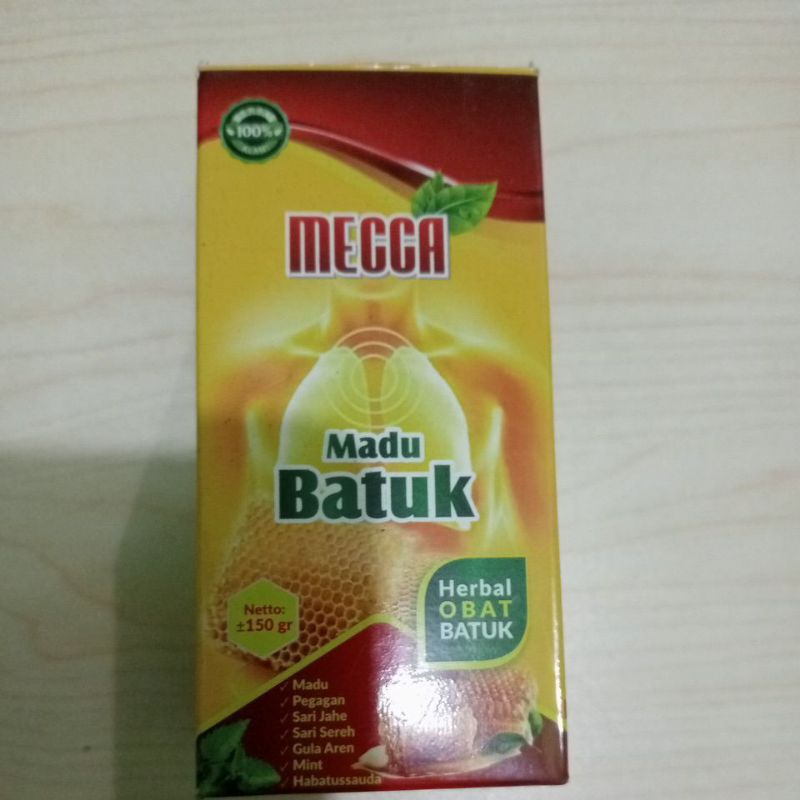 100%
MECCA
Madu
Batuk
Herbal
OBAT
BATUK
Netto:
±150 gr
✓ Madu
✓ Pegagan
✓ Sari Jahe
✓ Sari Sereh
✓ Gula Aren
✓ Mint
✓ Habatussauda